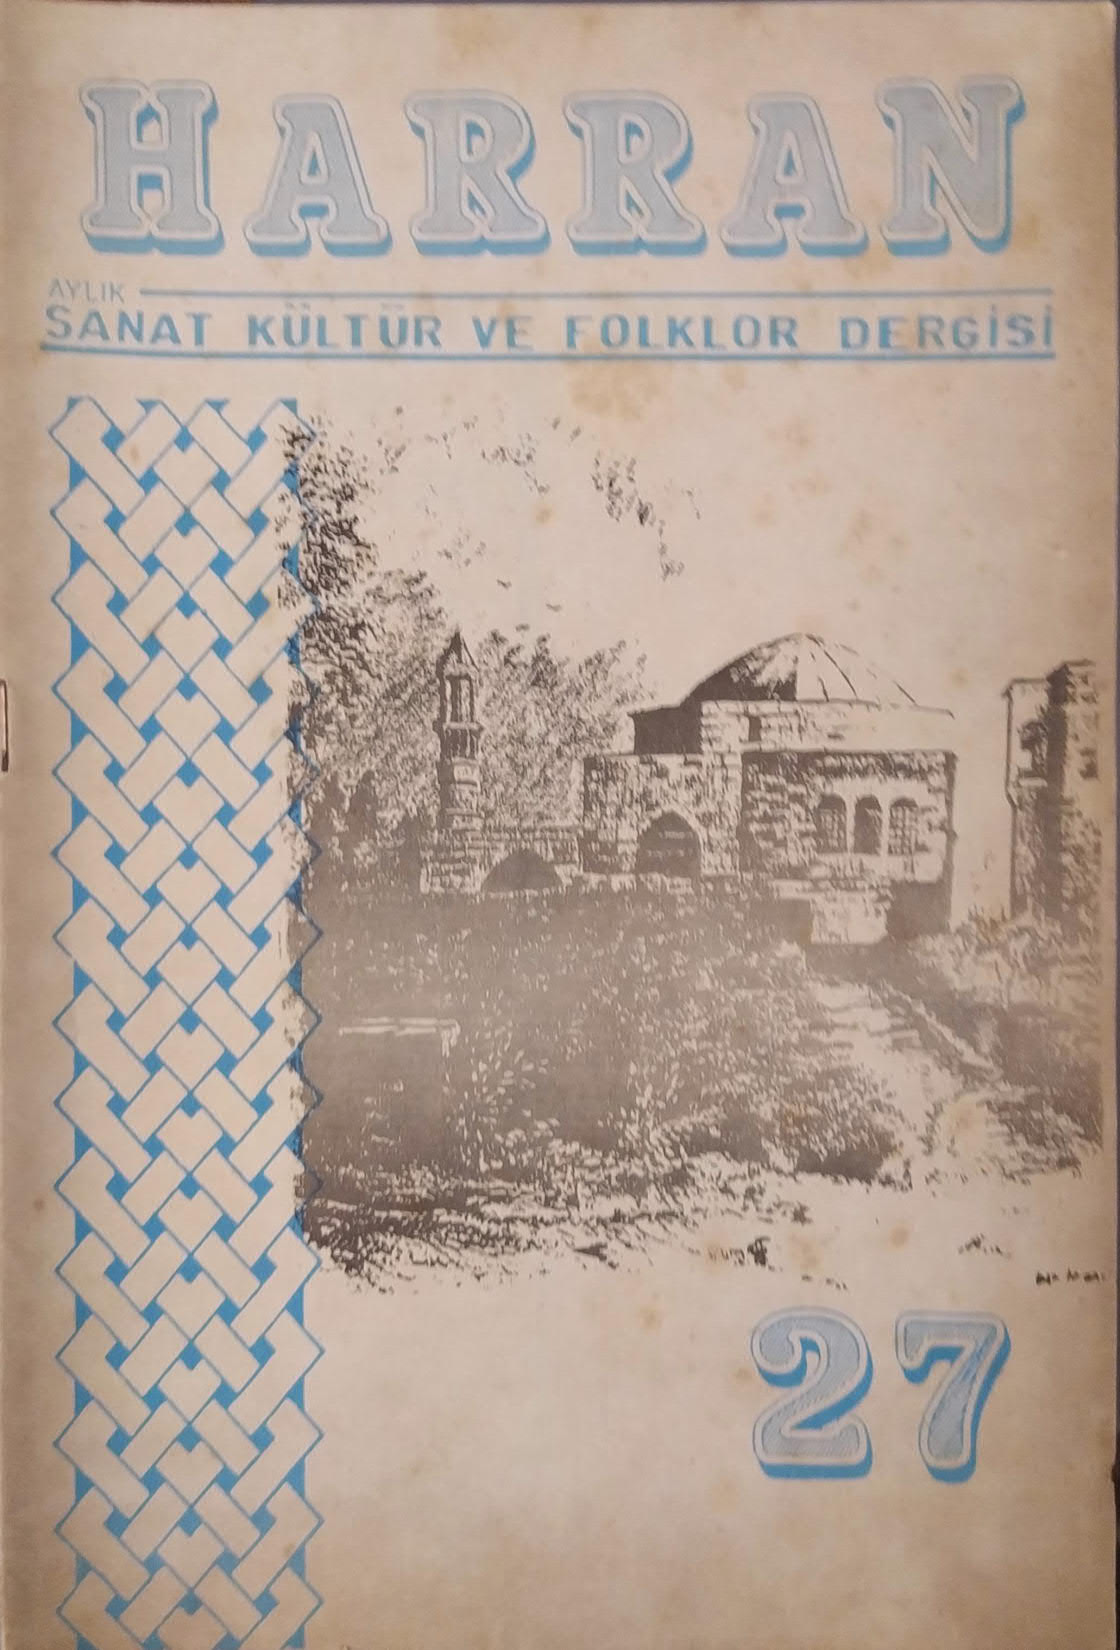 HARRAN
AYLIK
SANAT KÜLTÜR VE FOLKLOR DERGİSİ
27